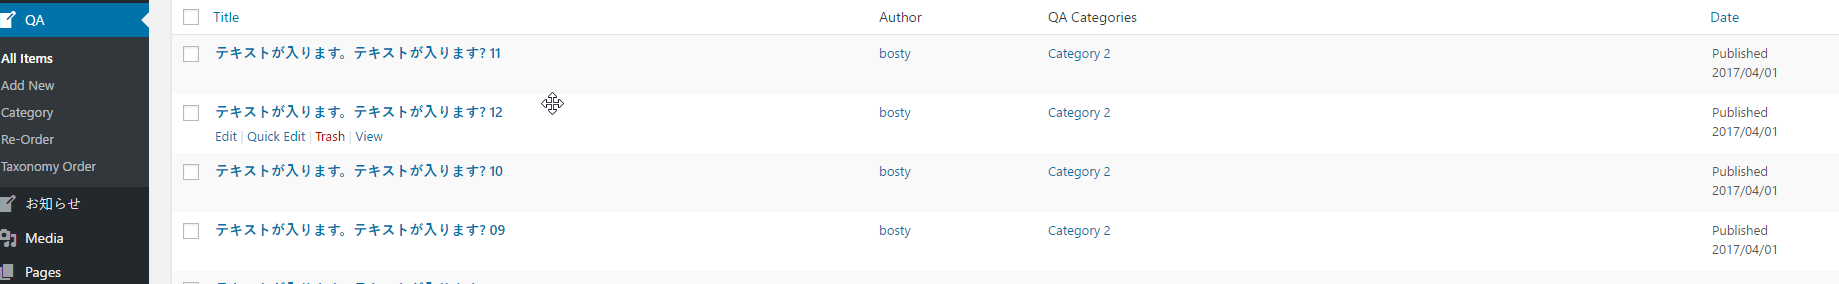 QA
All Items
Add New
Category
Re-Order
Taxonomy Order
お知らせ
Media
Pages
Title Author QA Categories Date
テキストが入ります。テキストが入ります? 11 bosty Category 2 Published
2017/04/01
テキストが入ります。テキストが入ります? 12 bosty Category 2 Published
Edit | Quick Edit | Trash | View 2017/04/01
テキストが入ります。テキストが入ります? 10 bosty Category 2 Published
2017/04/01
テキストが入ります。テキストが入ります? 09 bosty Category 2 Published
2017/04/01